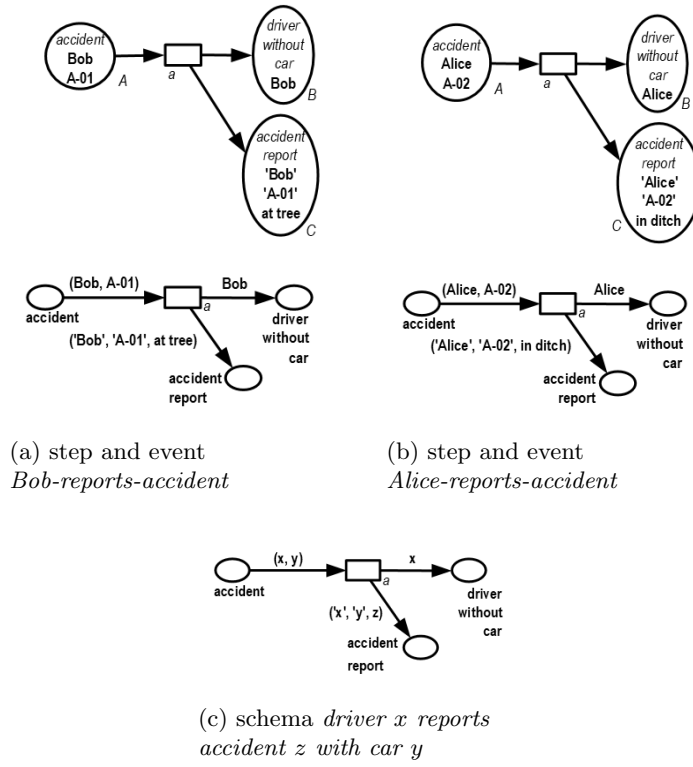 accident
Bob
A-01
A
a
driver
without
car
Bob
B
accident
report
'Bob'
'A-01'
at tree
C
accident
Alice
A-02
A
a
driver
without
car
Alice
B
accident
report
'Alice'
'A-02'
in ditch
C
(Bob, A-01)
Bob
accident
a
driver
without
car
('Bob', 'A-01', at tree)
accident
report
(Alice, A-02)
Alice
accident
a
driver
without
car
('Alice', 'A-02', in ditch)
accident
report
(a) step and event
Bob-reports-accident
(b) step and event
Alice-reports-accident
(x, y)
x
accident
a
driver
without
car
('x', 'y', z)
accident
report
(c) schema driver x reports
accident z with car y